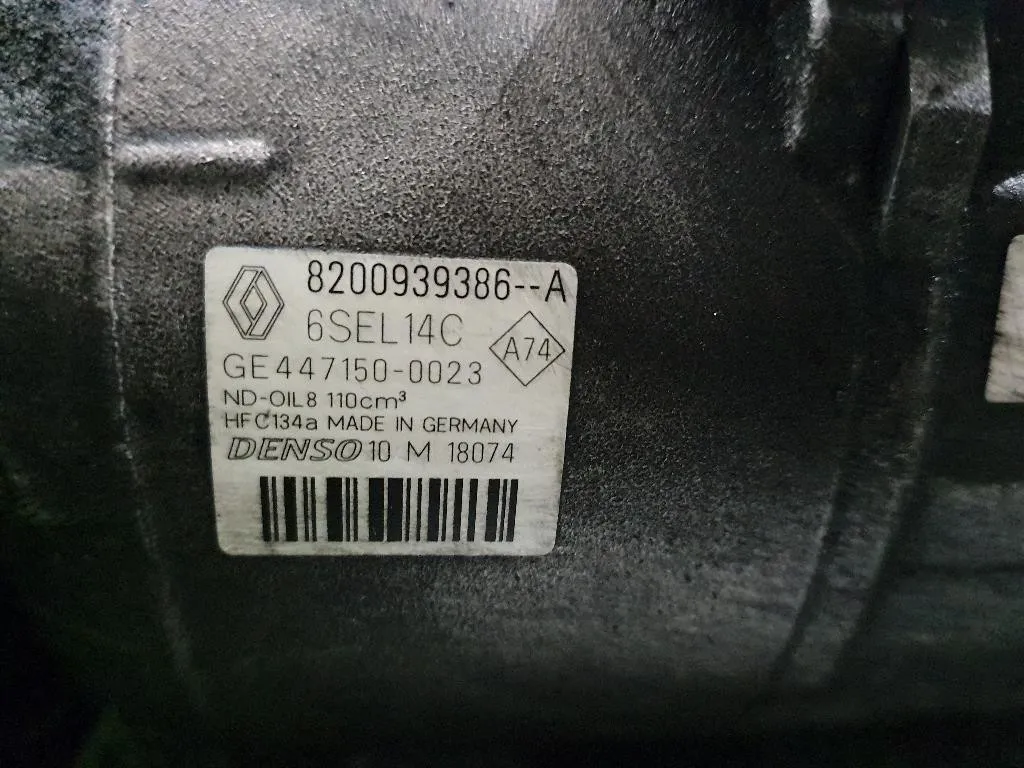 8200939386--A
6SEL14C
A74
GE447150-0023
ND-OIL8 110cm³
HFC134a MADE IN GERMANY
DENSO 10 M 18074